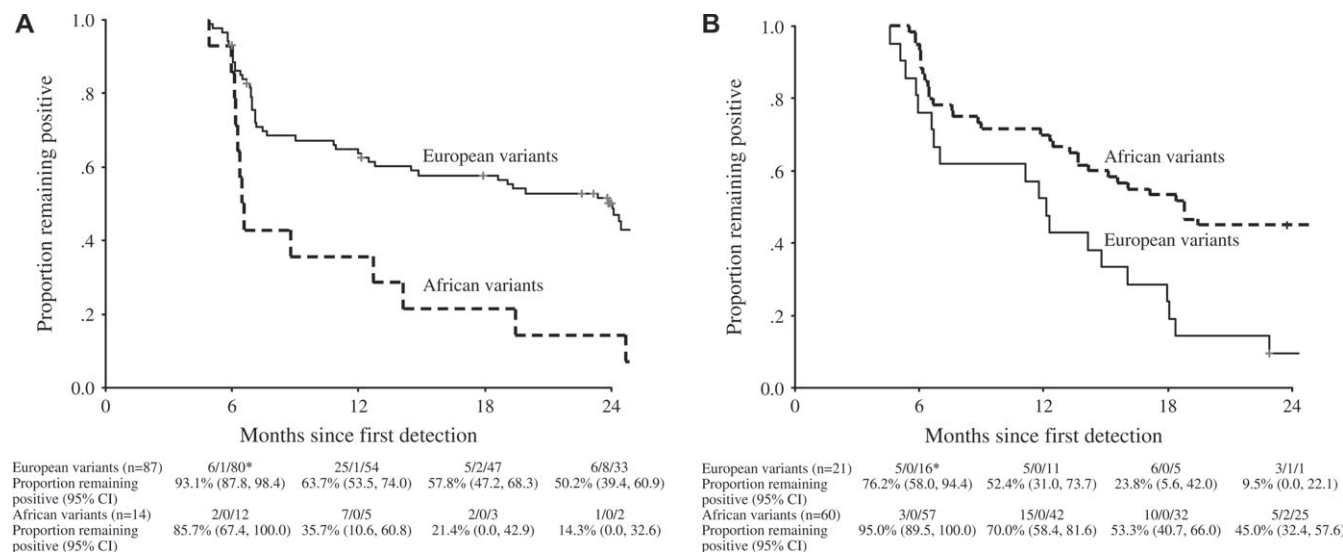 A
1.0
.8
.6
.4
.2
0.0
Proportion remaining positive
European variants
African variants
0
6
12
18
24
Months since first detection
European variants (n=87) 6/1/80* 25/1/54 5/2/47 6/8/33
Proportion remaining 93.1% (87.8, 98.4) 63.7% (53.5, 74.0) 57.8% (47.2, 68.3) 50.2% (39.4, 60.9)
positive (95% CI)
African variants (n=14) 2/0/12 7/0/5 2/0/3 1/0/2
Proportion remaining 85.7% (67.4, 100.0) 35.7% (10.6, 60.8) 21.4% (0.0, 42.9) 14.3% (0.0, 32.6)
positive (95% CI)
B
1.0
.8
.6
.4
.2
0.0
Proportion remaining positive
African variants
European variants
0
6
12
18
24
Months since first detection
European variants (n=21) 5/0/16* 5/0/11 6/0/5 3/1/1
Proportion remaining 76.2% (58.0, 94.4) 52.4% (31.0, 73.7) 23.8% (5.6, 42.0) 9.5% (0.0, 22.1)
positive (95% CI)
African variants (n=60) 3/0/57 15/0/42 10/0/32 5/2/25
Proportion remaining 95.0% (89.5, 100.0) 70.0% (58.4, 81.6) 53.3% (40.7, 66.0) 45.0% (32.4, 57.6)
positive (95% CI)